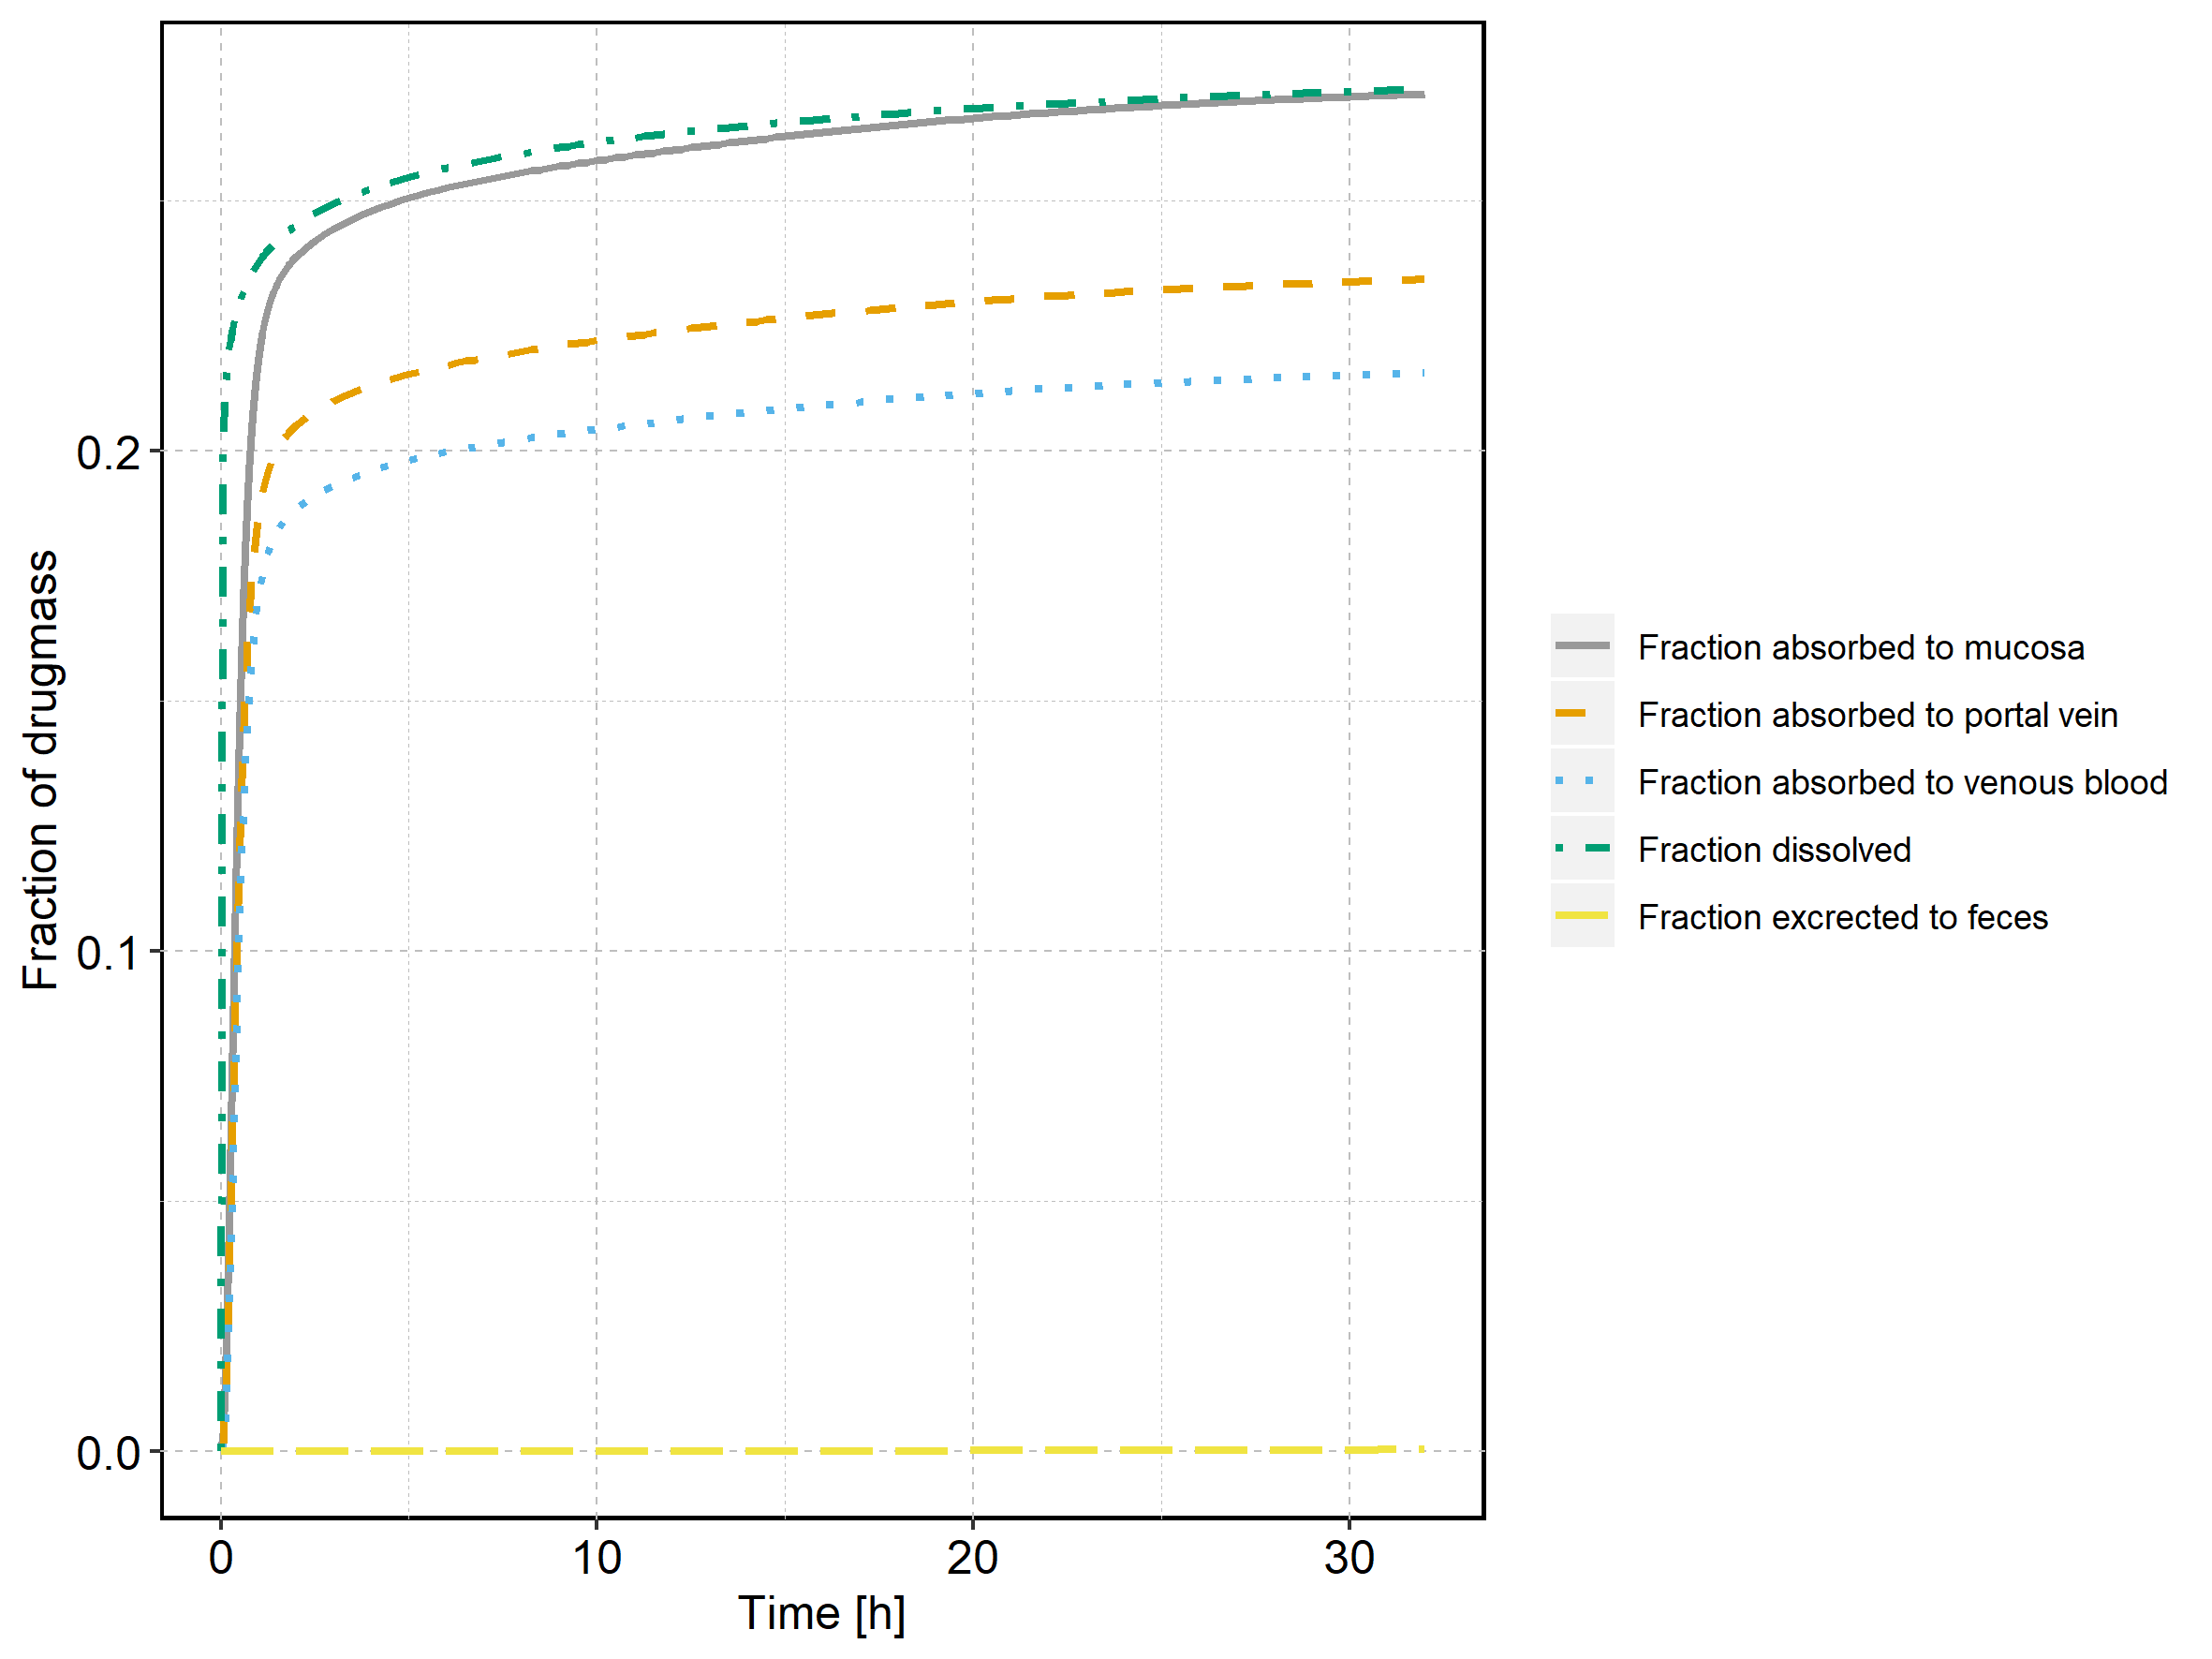 Fraction of drugmass
0.2
0.1
0.0
0 10 20 30
Time [h]
Fraction absorbed to mucosa
Fraction absorbed to portal vein
Fraction absorbed to venous blood
Fraction dissolved
Fraction excrected to feces